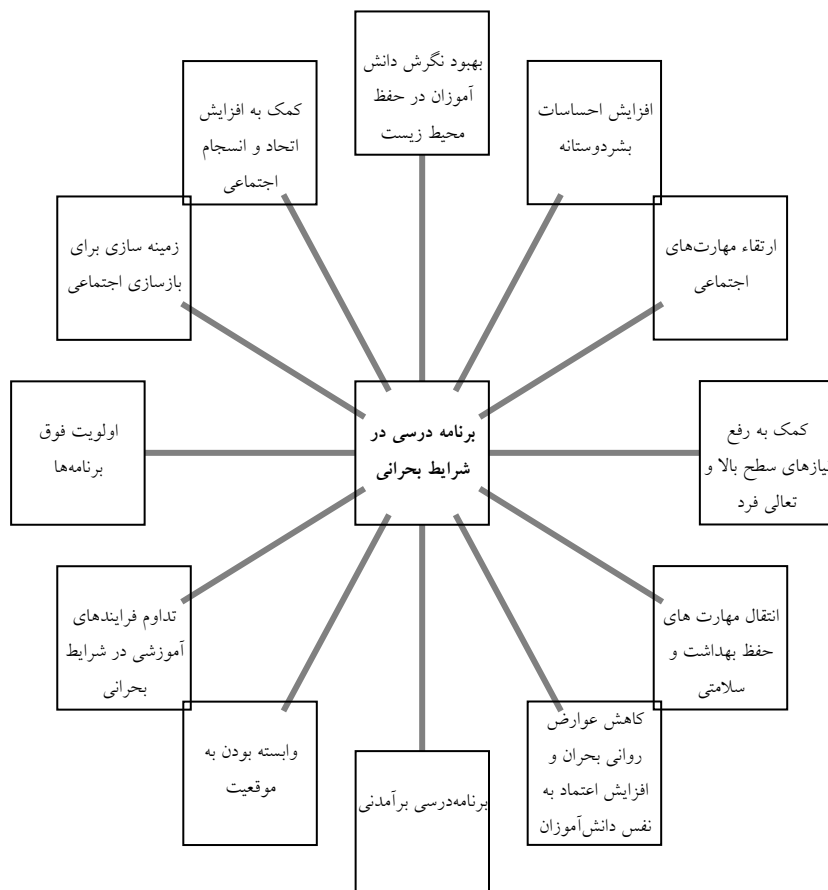 بهبود نگرش دانش
آموزان در حفظ
محیط زیست
افزایش احساسات
بشردوستانه
ارتقاء مهارت‌های
اجتماعی
کمک به رفع
نیازهای سطح بالا و
تعالی فرد
انتقال مهارت های
حفظ بهداشت و
سلامتی
کاهش عوارض
روانی بحران و
افزایش اعتماد به
نفس دانش‌آموزان
برنامه‌درسی برآمدنی
وابسته بودن به
موقعیت
تداوم فرایندهای
آموزشی در شرایط
بحرانی
اولویت فوق
برنامه‌ها
زمینه سازی برای
بازسازی اجتماعی
کمک به افزایش
اتحاد و انسجام
اجتماعی
برنامه درسی در
شرایط بحرانی